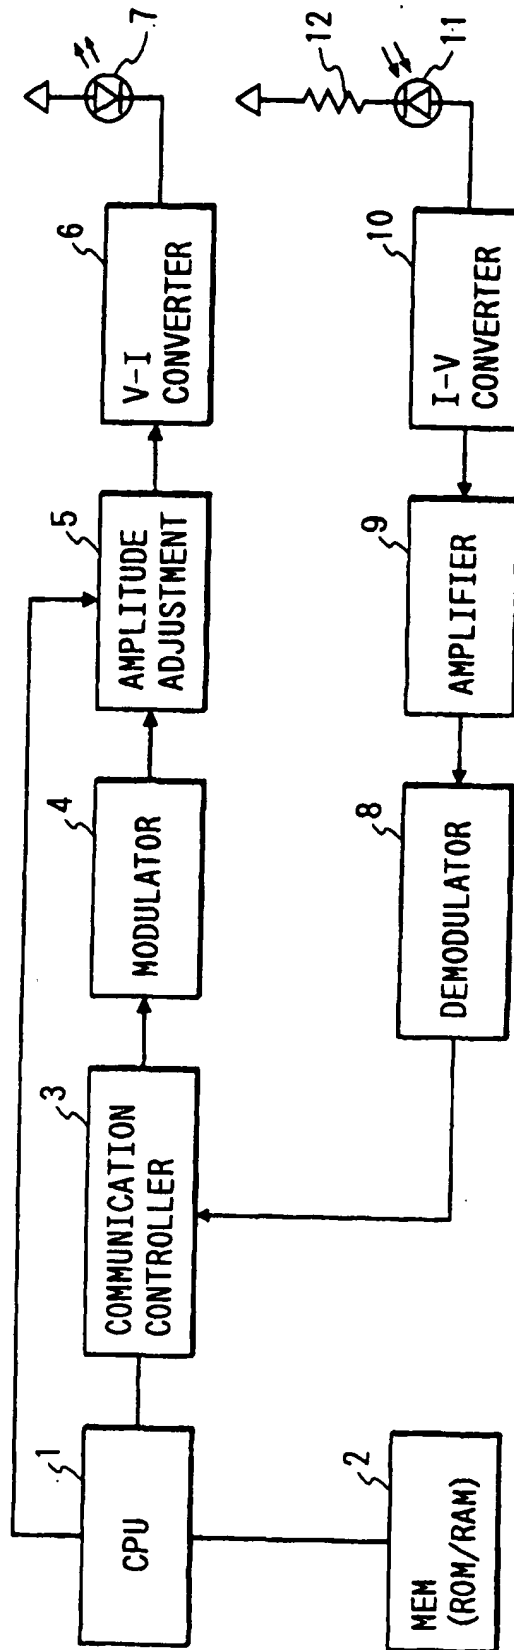 1
CPU
2
MEM
(ROM/RAM)
3
COMMUNICATION
CONTROLLER
4
MODULATOR
5
AMPLITUDE
ADJUSTMENT
6
V-I
CONVERTER
7
8
DEMODULATOR
9
AMPLIFIER
10
I-V
CONVERTER
11
12